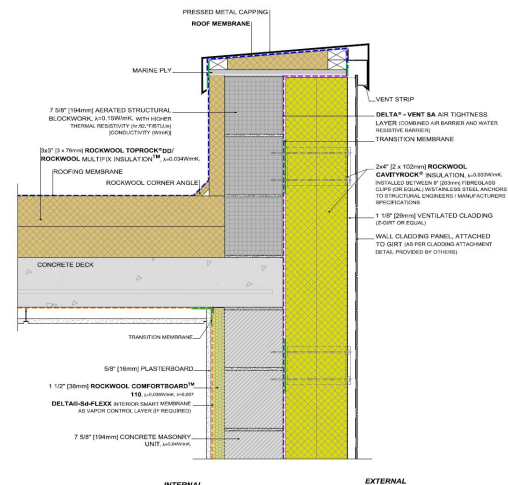 PRESSED METAL CAPPING
ROOF MEMBRANE
MARINE PLY
7 5/8" [194mm] AERATED STRUCTURAL
BLOCKWORK, λ=0.15W/mK, WITH HIGHER
THERMAL RESISTIVITY (hr.ft2.°F/BTU.in)
[CONDUCTIVITY (W/mK)]
3x3" [3 x 76mm] ROCKWOOL TOPROCK®DD/
ROCKWOOL MULTIFIX INSULATION™, λ=0.034W/mK.
ROOFING MEMBRANE
ROCKWOOL CORNER ANGLE
CONCRETE DECK
TRANSITION MEMBRANE
5/8" [16mm] PLASTERBOARD
1 1/2" [38mm] ROCKWOOL COMFORTBOARD™
110, λ=0.036W/mK,
DELTA®-Sd-FLEXX INTERIOR SMART MEMBRANE
AS VAPOR CONTROL LAYER (IF REQUIRED)
7 5/8" [194mm] CONCRETE MASONRY
UNIT,
INTERNAL
VENT STRIP
DELTA® - VENT SA AIR TIGHTNESS
LAYER (COMBINED AIR BARRIER AND WATER
RESISTIVE BARRIER)
TRANSITION MEMBRANE
2x4" [2 x 102mm] ROCKWOOL
CAVITYROCK® INSULATION, λ=0.033W/mK,
INSTALLED BETWEEN 8" [203mm] FIBREGLASS
CLIPS (OR EQUAL) W/STAINLESS STEEL ANCHORS
TO STRUCTURAL ENGINEERS / MANUFACTURERS
SPECIFICATIONS
1 1/8" [29mm] VENTILATED CLADDING
(Z-GIRT OR EQUAL)
WALL CLADDING PANEL, ATTACHED
TO GIRT (AS PER CLADDING ATTACHMENT
DETAIL PROVIDED BY OTHERS)
EXTERNAL